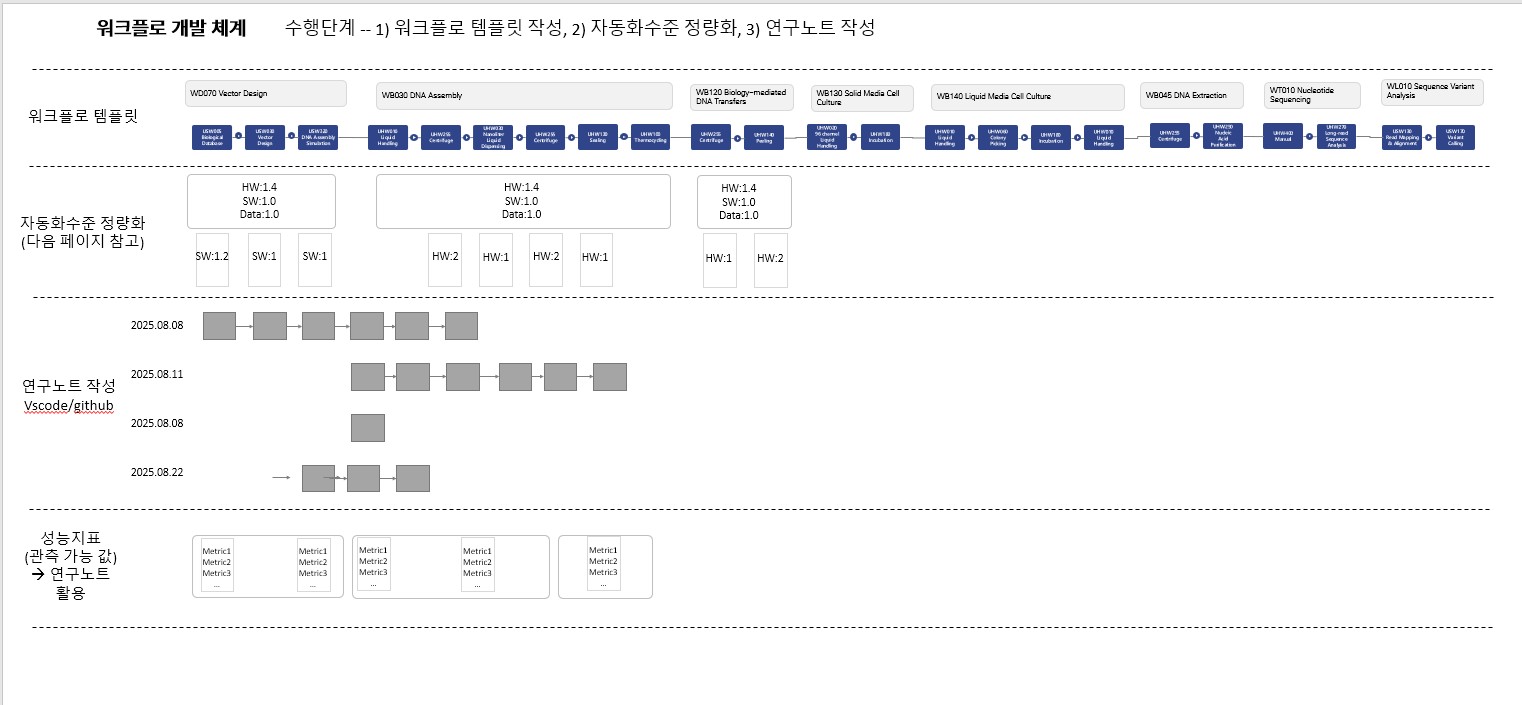 워크플로 개발 체계 수행단계 -- 1) 워크플로 템플릿 작성, 2) 자동화수준 정량화, 3) 연구노트 작성
워크플로 템플릿
WD070 Vector Design
WB030 DNA Assembly
WB120 Biology-mediated
DNA Transfers
WB130 Solid Media Cell
Culture
WB140 Liquid Media Cell Culture
WB045 DNA Extraction
WT010 Nucleotide
Sequencing
WL010 Sequence Variant
Analysis
USW005
Biological
Database
USW030
Vector
Design
USW320
DNA Assembly
Simulation
UHW010
Liquid
Handling
UHW255
Centrifuge
UHW030
Nanoliter
Liquid
Dispensing
UHW255
Centrifuge
UHW130
Sealing
UHW100
Thermocycling
UHW255
Centrifuge
UHW140
Peeling
UHW020
96 channel
Liquid
Handling
UHW180
Incubation
UHW010
Liquid
Handling
UHW060
Colony
Picking
UHW180
Incubation
UHW010
Liquid
Handling
UHW255
Centrifuge
UHW250
Nucleic
Acid
Purification
UHW400
Manual
UHW270
Long-read
Sequence
Analysis
USW130
Read Mapping
& Alignment
USW170
Variant
Calling
자동화수준 정량화
(다음 페이지 참고)
HW:1.4
SW:1.0
Data:1.0
HW:1.4
SW:1.0
Data:1.0
HW:1.4
SW:1.0
Data:1.0
SW:1.2
SW:1
SW:1
HW:2
HW:1
HW:2
HW:1
HW:1
HW:2
연구노트 작성
Vscode/github
2025.08.08
2025.08.11
2025.08.08
2025.08.22
성능지표
(관측 가능 값)
→ 연구노트
활용
Metric1
Metric2
Metric3
...
Metric1
Metric2
Metric3
...
Metric1
Metric2
Metric3
...
Metric1
Metric2
Metric3
...
Metric1
Metric2
Metric3
...